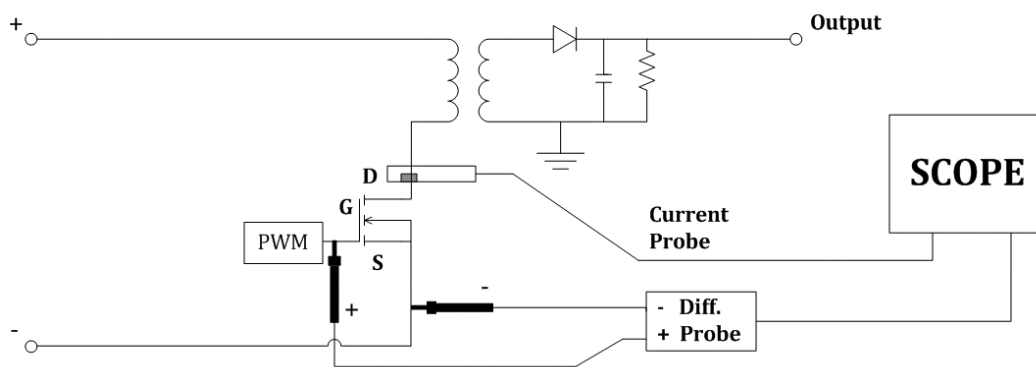 +
Output
D
SCOPE
G
Current
Probe
PWM
S
+
-
- Diff.
+ Probe
-